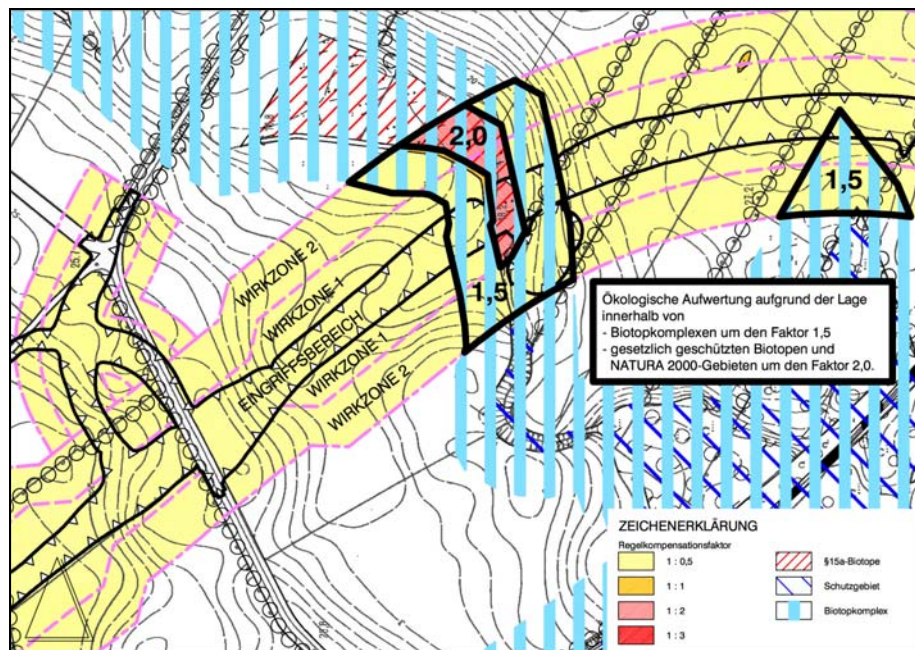 2,0
1,5
1,5
WIRKZONE 2
WIRKZONE 1
EINGRIFFSBEREICH
WIRKZONE 1
WIRKZONE 2
Ökologische Aufwertung aufgrund der Lage
innerhalb von
- Biotopkomplexen um den Faktor 1,5
- gesetzlich geschützten Biotopen und
NATURA 2000-Gebieten um den Faktor 2,0.
ZEICHENERKLÄRUNG
Regelkompensationsfaktor
1 : 0,5
1 : 1
1 : 2
1 : 3
§15a-Biotope
Schutzgebiet
Biotopkomplex